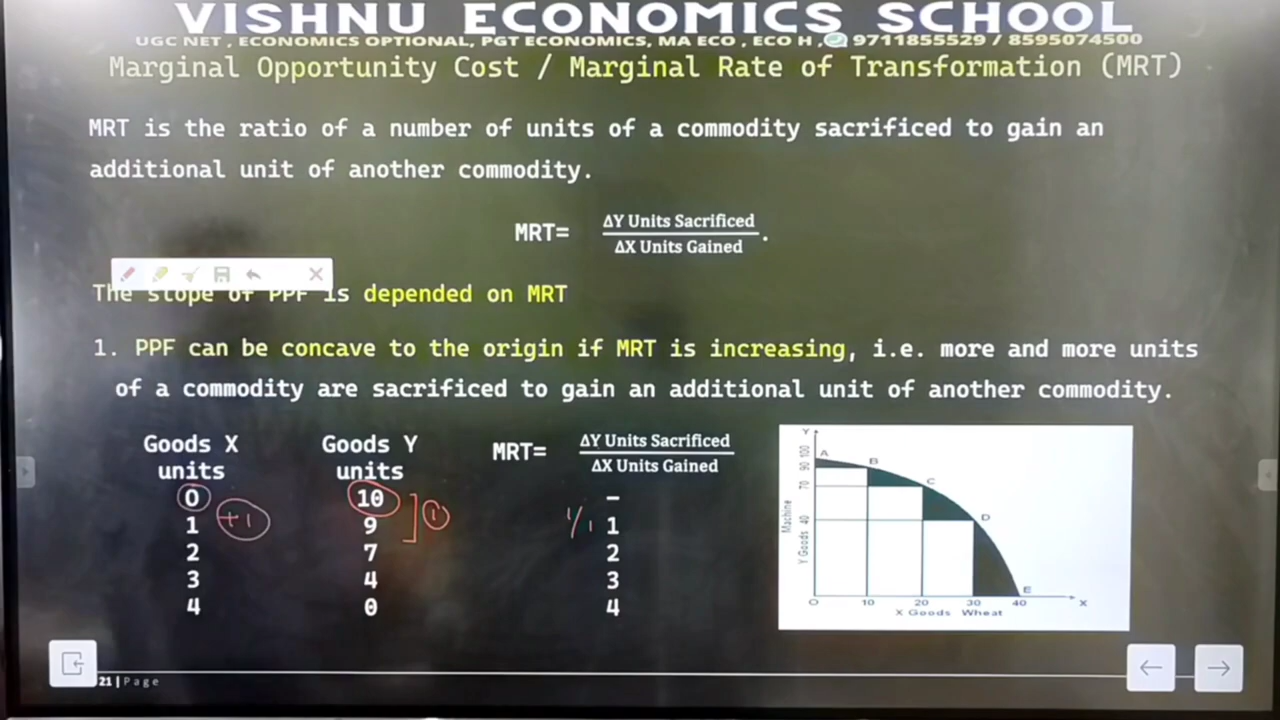 VISHNU ECONOMICS SCHOOL
UGC NET , ECONOMICS OPTIONAL, PGT ECONOMICS, MA ECO , ECO H , 9711855529 / 8595074500
Marginal Opportunity Cost / Marginal Rate of Transformation (MRT)
MRT is the ratio of a number of units of a commodity sacrificed to gain an
additional unit of another commodity.
MRT= ΔY Units Sacrificed
ΔX Units Gained .
The slope of PPF is depended on MRT
1. PPF can be concave to the origin if MRT is increasing, i.e. more and more units
of a commodity are sacrificed to gain an additional unit of another commodity.
Goods X Goods Y MRT= ΔY Units Sacrificed
units units ΔX Units Gained
0 10 –
1 +1 9 1 1/1 1
2 7 2
3 4 3
4 0 4
Y
100
90
70
40
Machine
Y Goods
A
B
C
D
E
O 10 20 30 40 X
X Goods Wheat
21 | Page